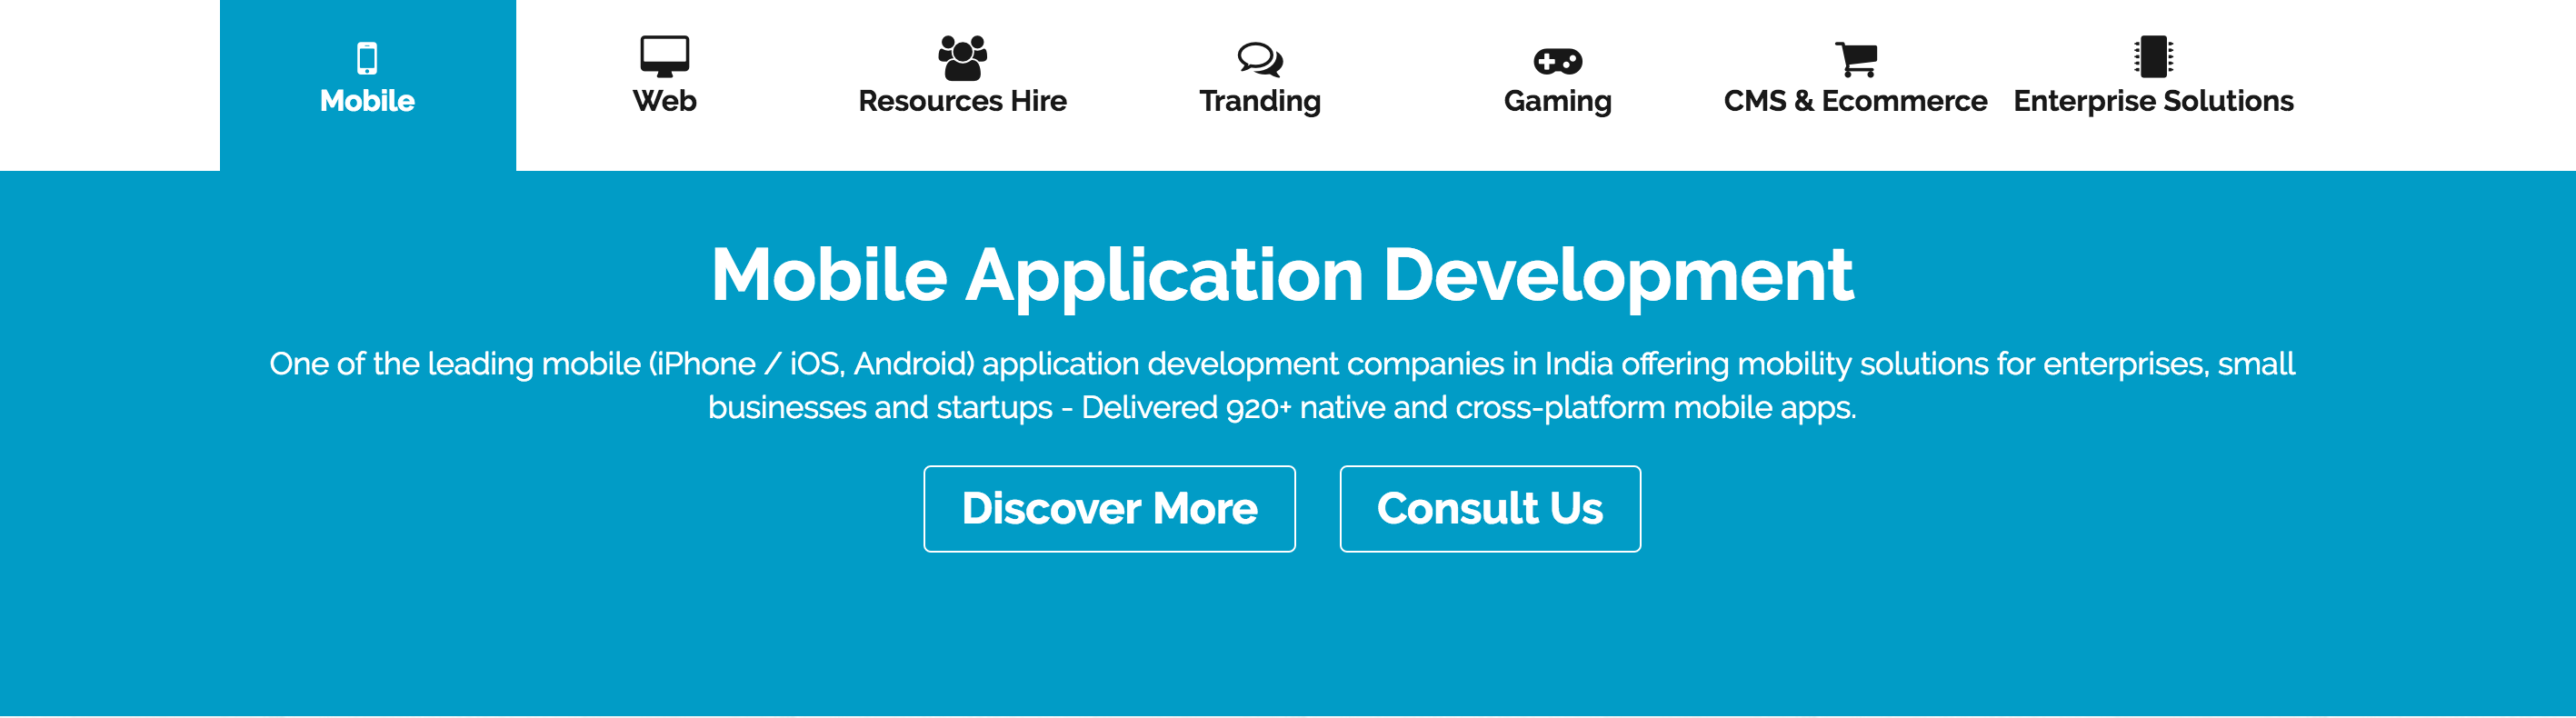 Mobile
Web
Resources Hire
Tranding
Gaming
CMS & Ecommerce
Enterprise Solutions
Mobile Application Development
One of the leading mobile (iPhone / iOS, Android) application development companies in India offering mobility solutions for enterprises, small
businesses and startups - Delivered 920+ native and cross-platform mobile apps.
Discover More
Consult Us